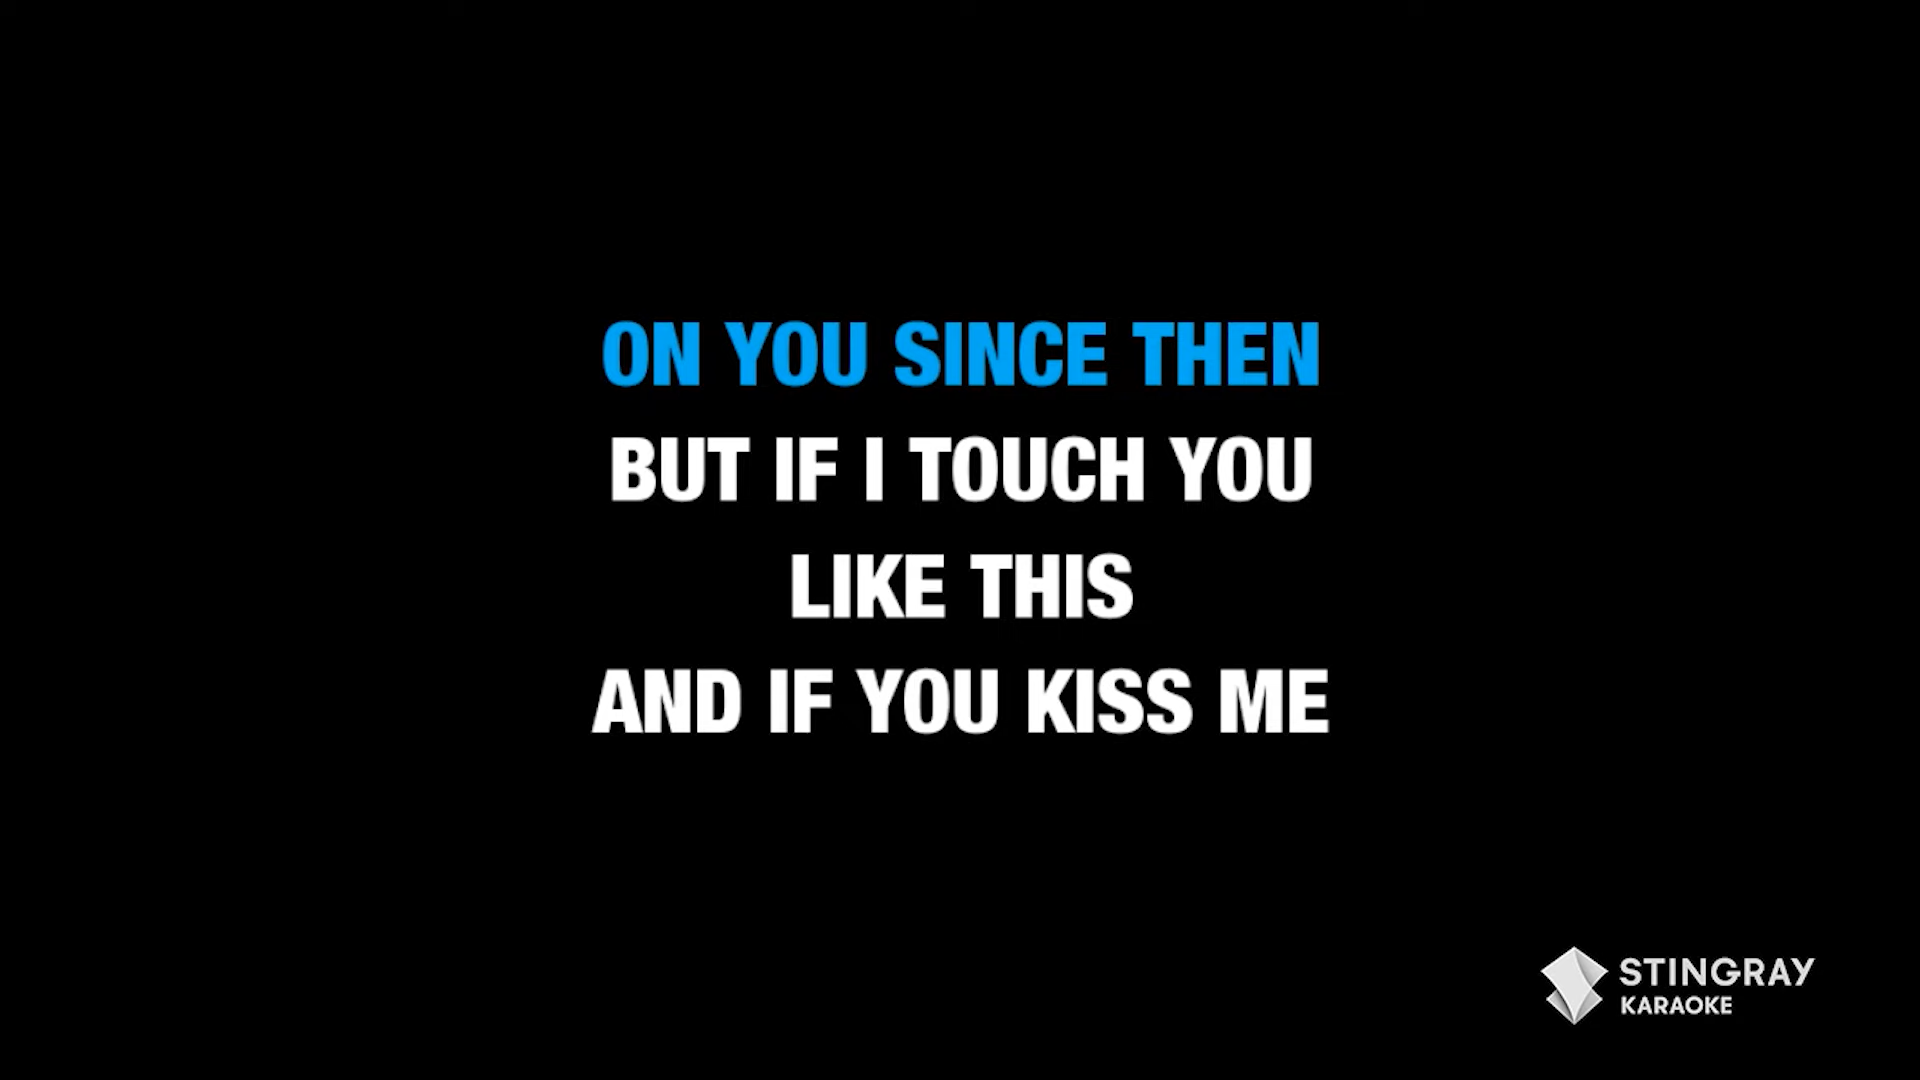 ON YOU SINCE THEN
BUT IF I TOUCH YOU
LIKE THIS
AND IF YOU KISS ME
STINGRAY
KARAOKE